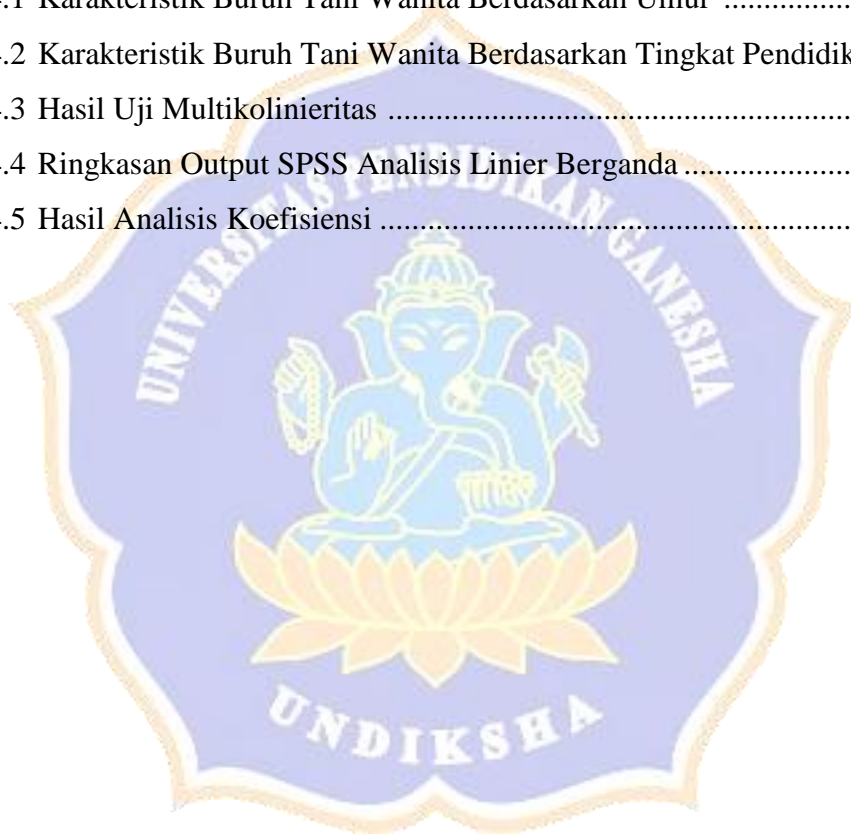 .1 Karakteristik Buruh Tani Wanita Berdasarkan Umur ................
.2 Karakteristik Buruh Tani Wanita Berdasarkan Tingkat Pendidik
.3 Hasil Uji Multikolinieritas ..........................................................
.4 Ringkasan Output SPSS Analisis Linier Berganda .....................
.5 Hasil Analisis Koefisiensi ...........................................................
UNIVERSITAS PENDIDIKAN GANESHA
UNDIKSHA